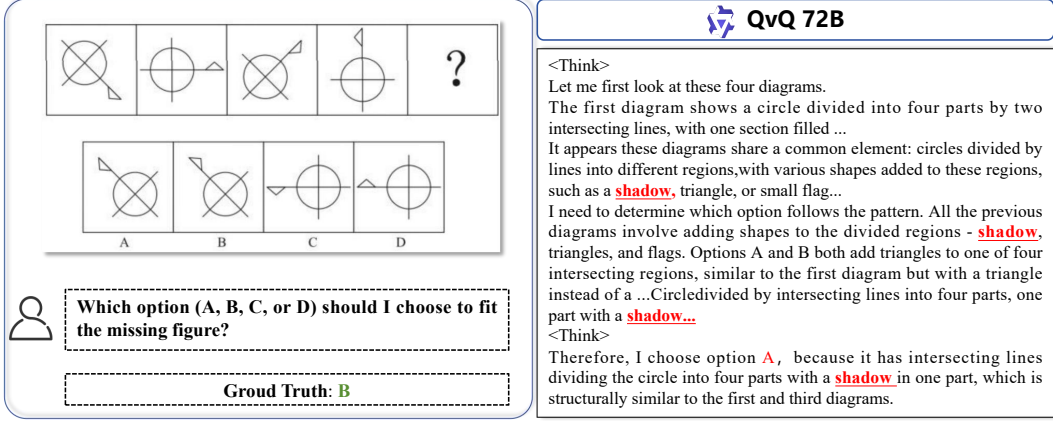 ?
A B C D
Which option (A, B, C, or D) should I choose to fit
the missing figure?
Groud Truth: B
QvQ 72B
<Think>
Let me first look at these four diagrams.
The first diagram shows a circle divided into four parts by two
intersecting lines, with one section filled ...
It appears these diagrams share a common element: circles divided by
lines into different regions,with various shapes added to these regions,
such as a shadow, triangle, or small flag...
I need to determine which option follows the pattern. All the previous
diagrams involve adding shapes to the divided regions - shadow,
triangles, and flags. Options A and B both add triangles to one of four
intersecting regions, similar to the first diagram but with a triangle
instead of a ...Circledivided by intersecting lines into four parts, one
part with a shadow...
<Think>
Therefore, I choose option A, because it has intersecting lines
dividing the circle into four parts with a shadow in one part, which is
structurally similar to the first and third diagrams.